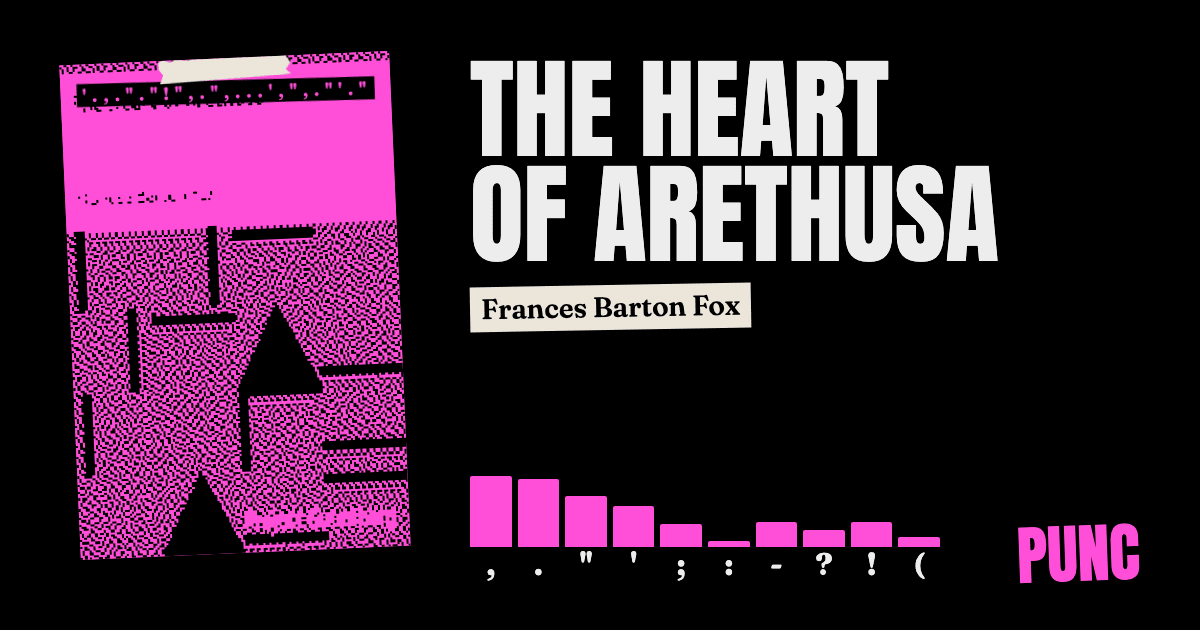 THE HEART
OF ARETHUSA
Frances Barton Fox
, . " ' ; : - ? ! (
PUNC